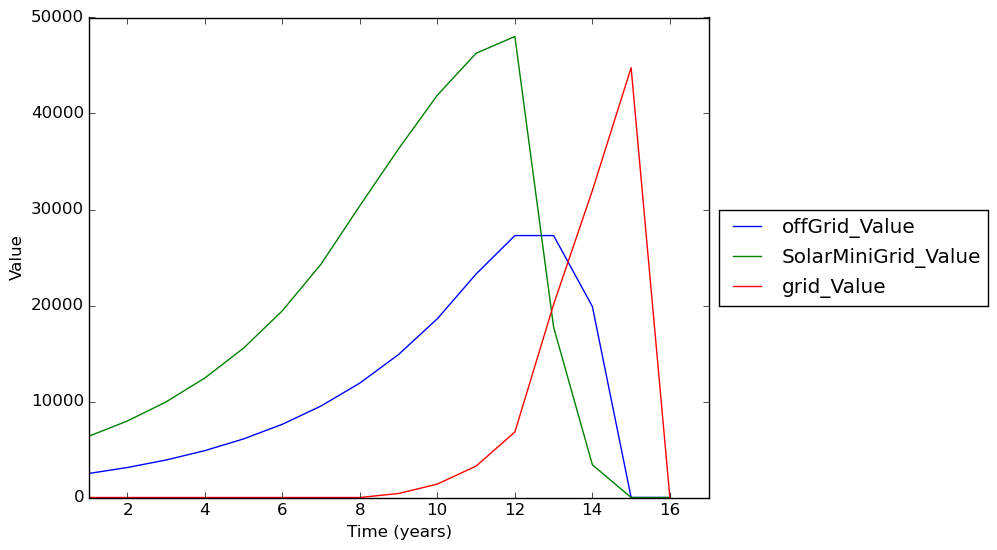 50000
40000
30000
20000
10000
0
Value
2 4 6 8 10 12 14 16
Time (years)
offGrid_Value
SolarMiniGrid_Value
grid_Value